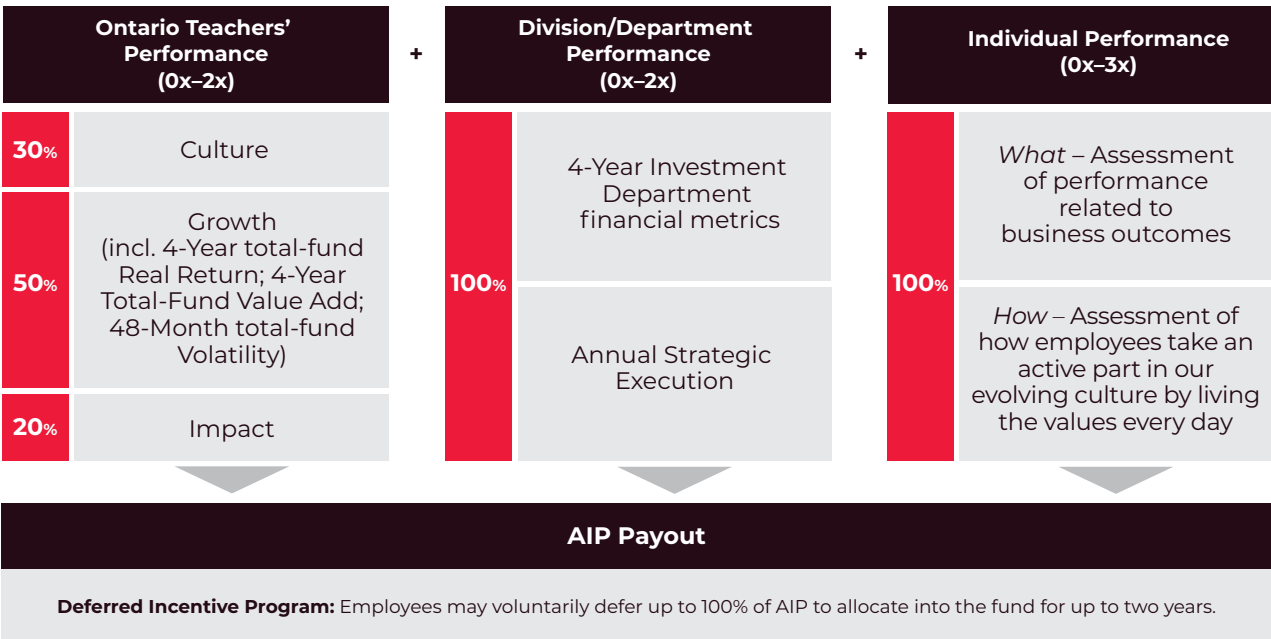 Ontario Teachers’
Performance
(0x–2x)
+
Division/Department
Performance
(0x–2x)
+
Individual Performance
(0x–3x)
30%
Culture
50%
Growth
(incl. 4-Year total-fund
Real Return; 4-Year
Total-Fund Value Add;
48-Month total-fund
Volatility)
20%
Impact
100%
4-Year Investment
Department
financial metrics
Annual Strategic
Execution
100%
What – Assessment
of performance
related to
business outcomes
How – Assessment of
how employees take an
active part in our
evolving culture by living
the values every day
AIP Payout
Deferred Incentive Program: Employees may voluntarily defer up to 100% of AIP to allocate into the fund for up to two years.